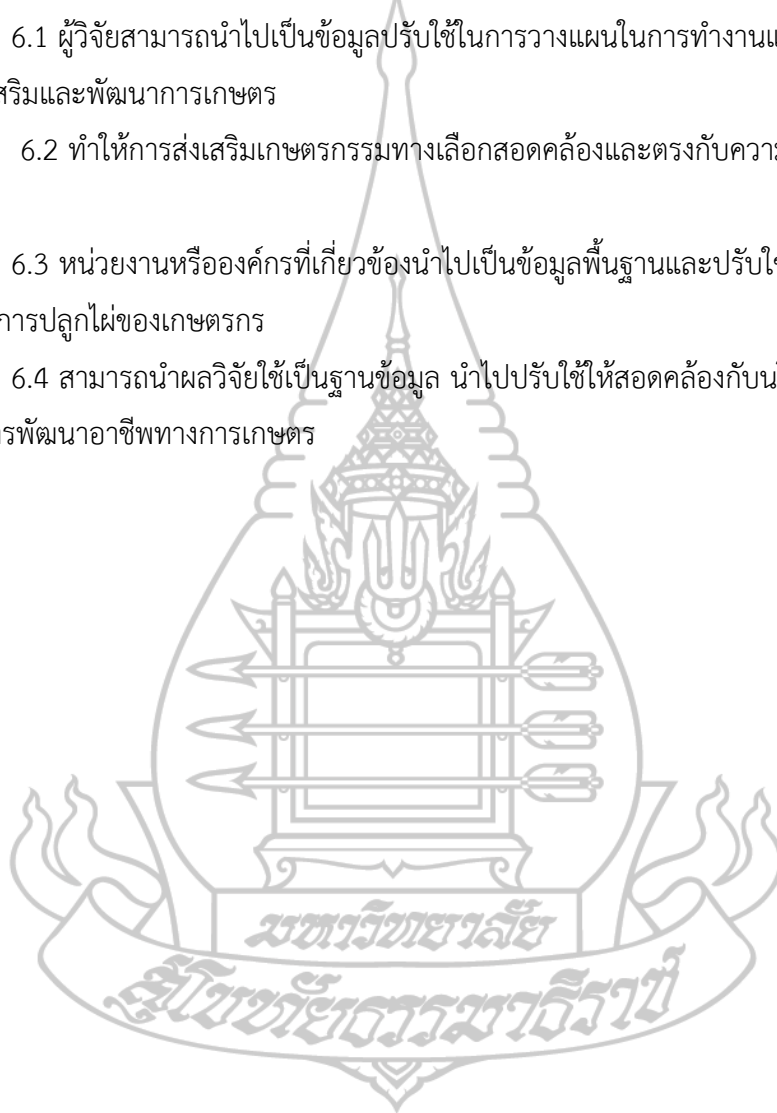 6.1 ผู้วิจัยสามารถนำไปเป็นข้อมูลปรับใช้ในการวางแผนในการทำงานแ
สริมและพัฒนาการเกษตร
6.2 ทำให้การส่งเสริมเกษตรกรรมทางเลือกสอดคล้องและตรงกับความ
6.3 หน่วยงานหรือองค์กรที่เกี่ยวข้องนำไปเป็นข้อมูลพื้นฐานและปรับใช
การปลูกไผ่ของเกษตรกร
6.4 สามารถนำผลวิจัยใช้เป็นฐานข้อมูล นำไปปรับใช้ให้สอดคล้องกับน
รพัฒนาอาชีพทางการเกษตร
มหาวิทยาลัย
สุโขทัยธรรมาธิราช